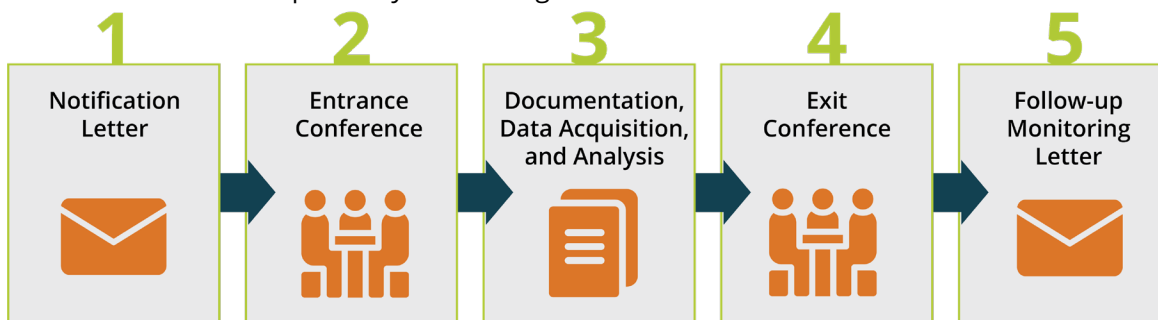 1
Notification
Letter
2
Entrance
Conference
3
Documentation,
Data Acquisition,
and Analysis
4
Exit
Conference
5
Follow-up
Monitoring
Letter